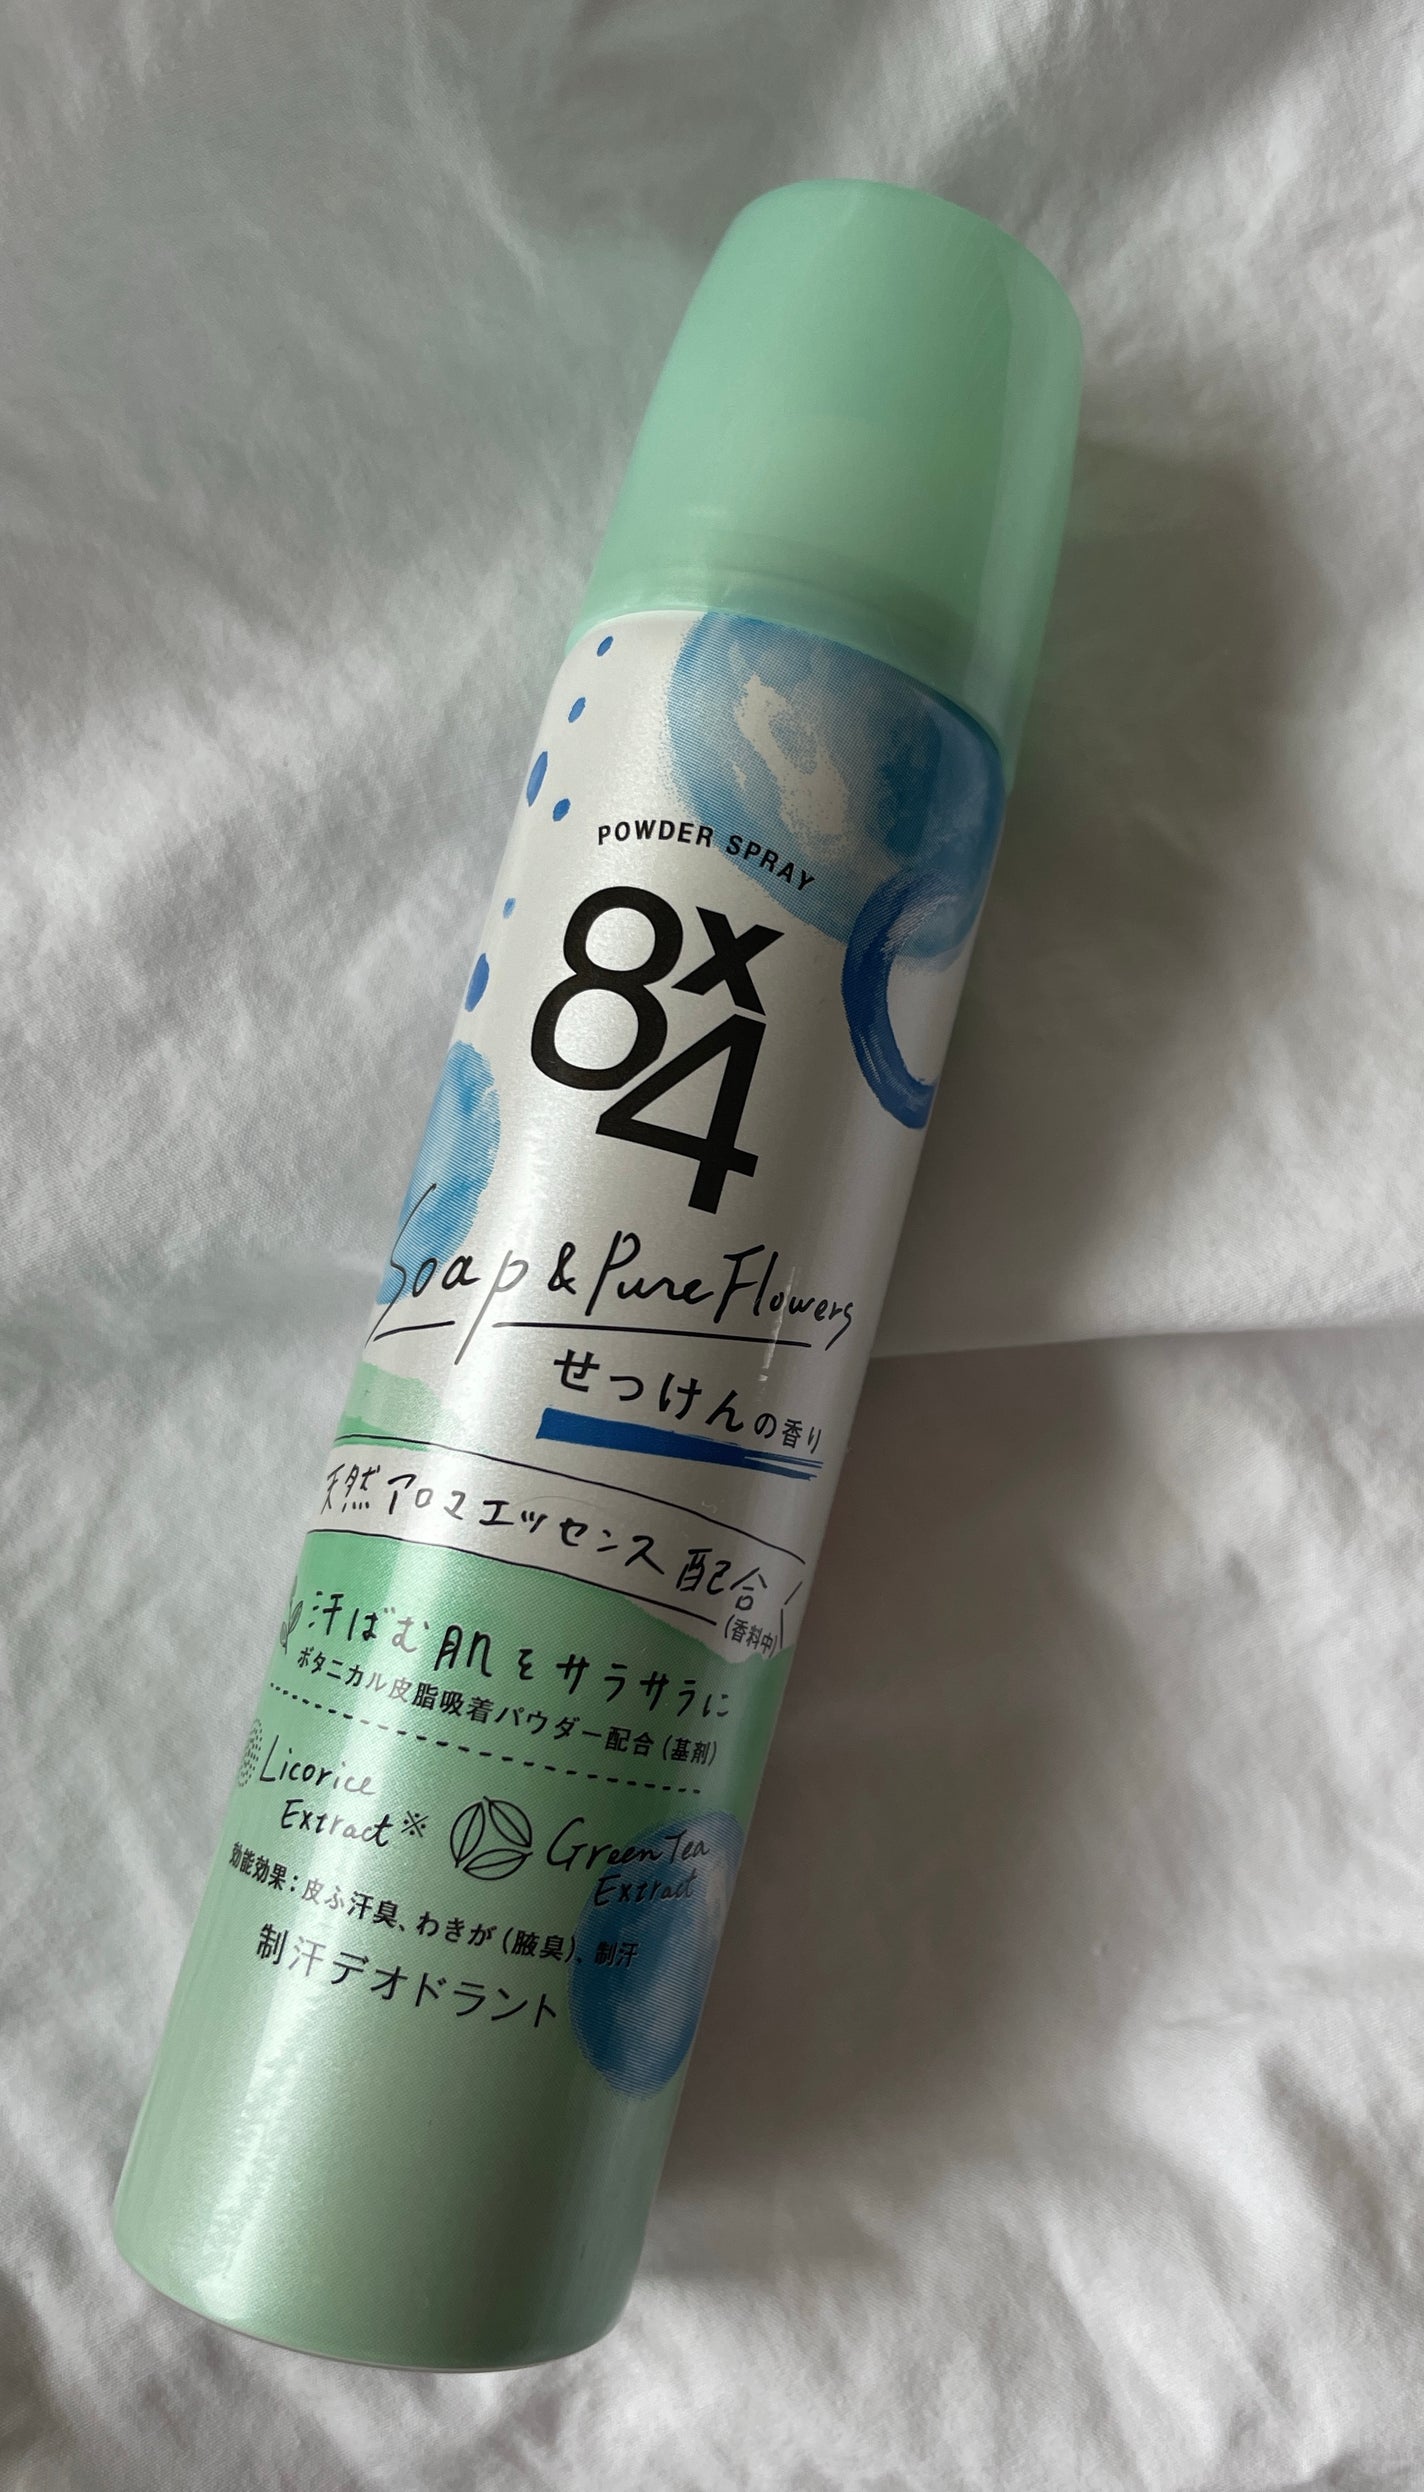 POWDER SPRAY
8x4
Soap & Pure Flowers
せっけんの香り
天然アロマエッセンス配合
(香料中)
汗ばむ肌をサラサラに
ボタニカル皮脂吸着パウダー配合(基剤)
Licorice
Extract※
Green Tea
Extract
効能効果：皮ふ汗臭、わきが(腋臭)、制汗
制汗デオドラント